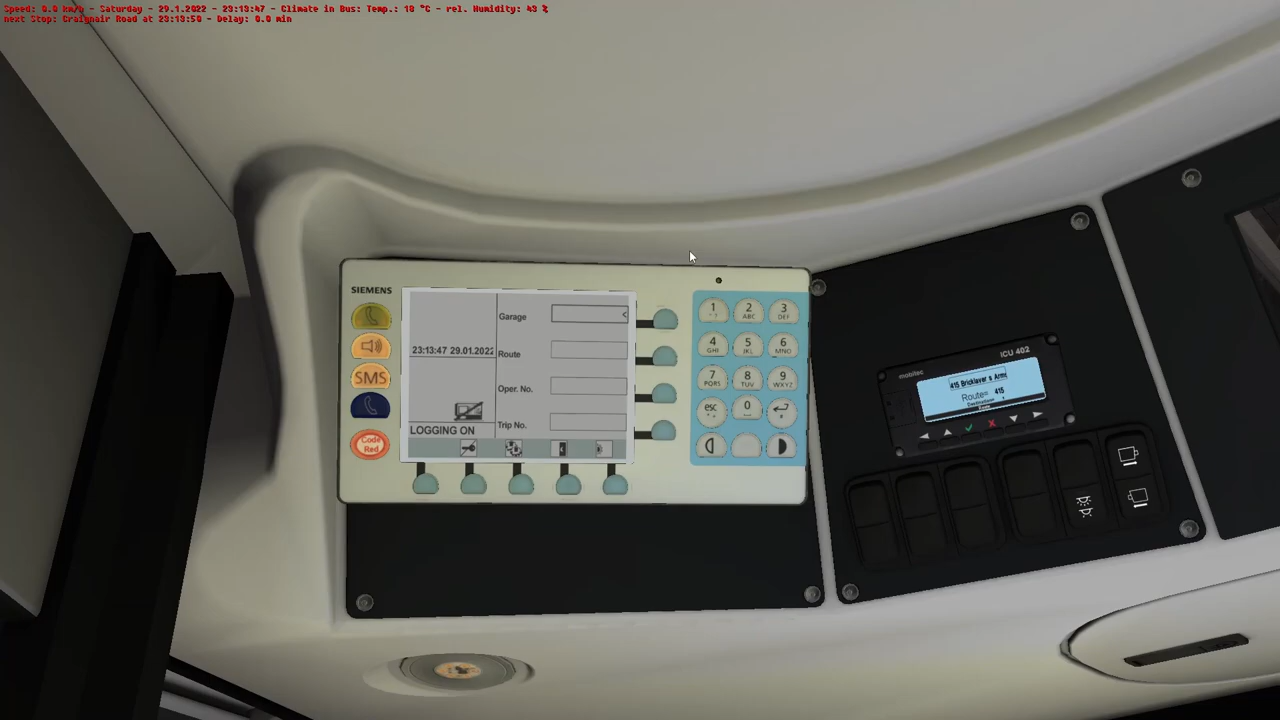 Speed: 0.0 km/h - Saturday - 29.1.2022 - 23:13:47 - Climate in Bus: Temp.: 18 °C - rel. Humidity: 43 %
next Stop: Craignair Road at 23:13:50 - Delay: 0.0 min
SIEMENS
SMS
Code
Red
23:13:47 29.01.2022
LOGGING ON
Garage
<
Route
Oper. No.
Trip No.
1
2 ABC
3 DEF
4 GHI
5 JKL
6 MNO
7 PQRS
8 TUV
9 WXYZ
esc
0
mobitec
ICU 402
415 Bricklayer s Arms
Route= 415
Destination